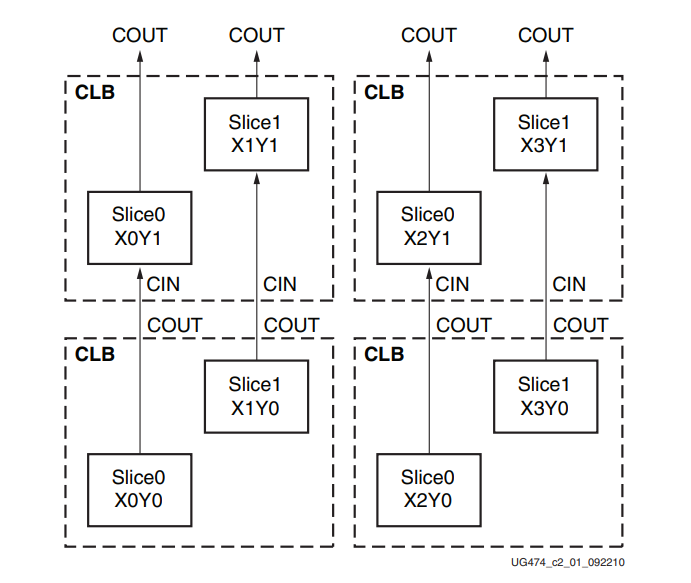 COUT COUT COUT COUT
CLB CLB
Slice1 Slice1
X1Y1 X3Y1
Slice0 Slice0
X0Y1 X2Y1
CIN CIN CIN CIN
COUT COUT COUT COUT
CLB CLB
Slice1 Slice1
X1Y0 X3Y0
Slice0 Slice0
X0Y0 X2Y0
UG474_c2_01_092210